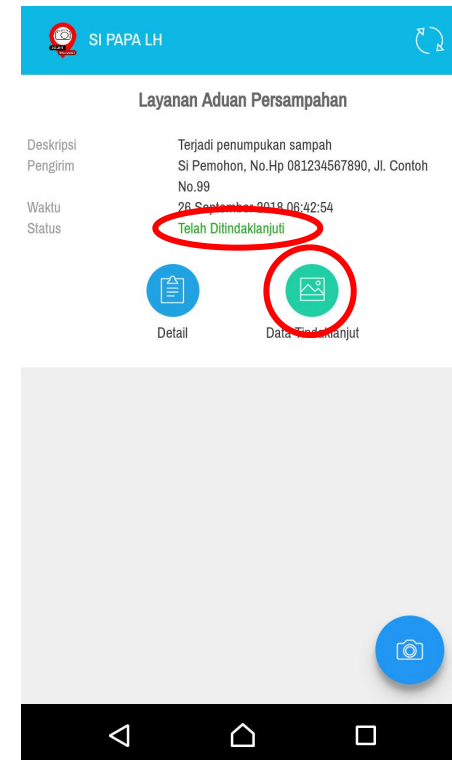 SI PAPA LH
Layanan Aduan Persampahan
Deskripsi Terjadi penumpukan sampah
Pengirim Si Pemohon, No.Hp 081234567890, Jl. Contoh
No.99
Waktu 26 September 2018 06:42:54
Status Telah Ditindaklanjuti
Detail Data Tindaklanjut